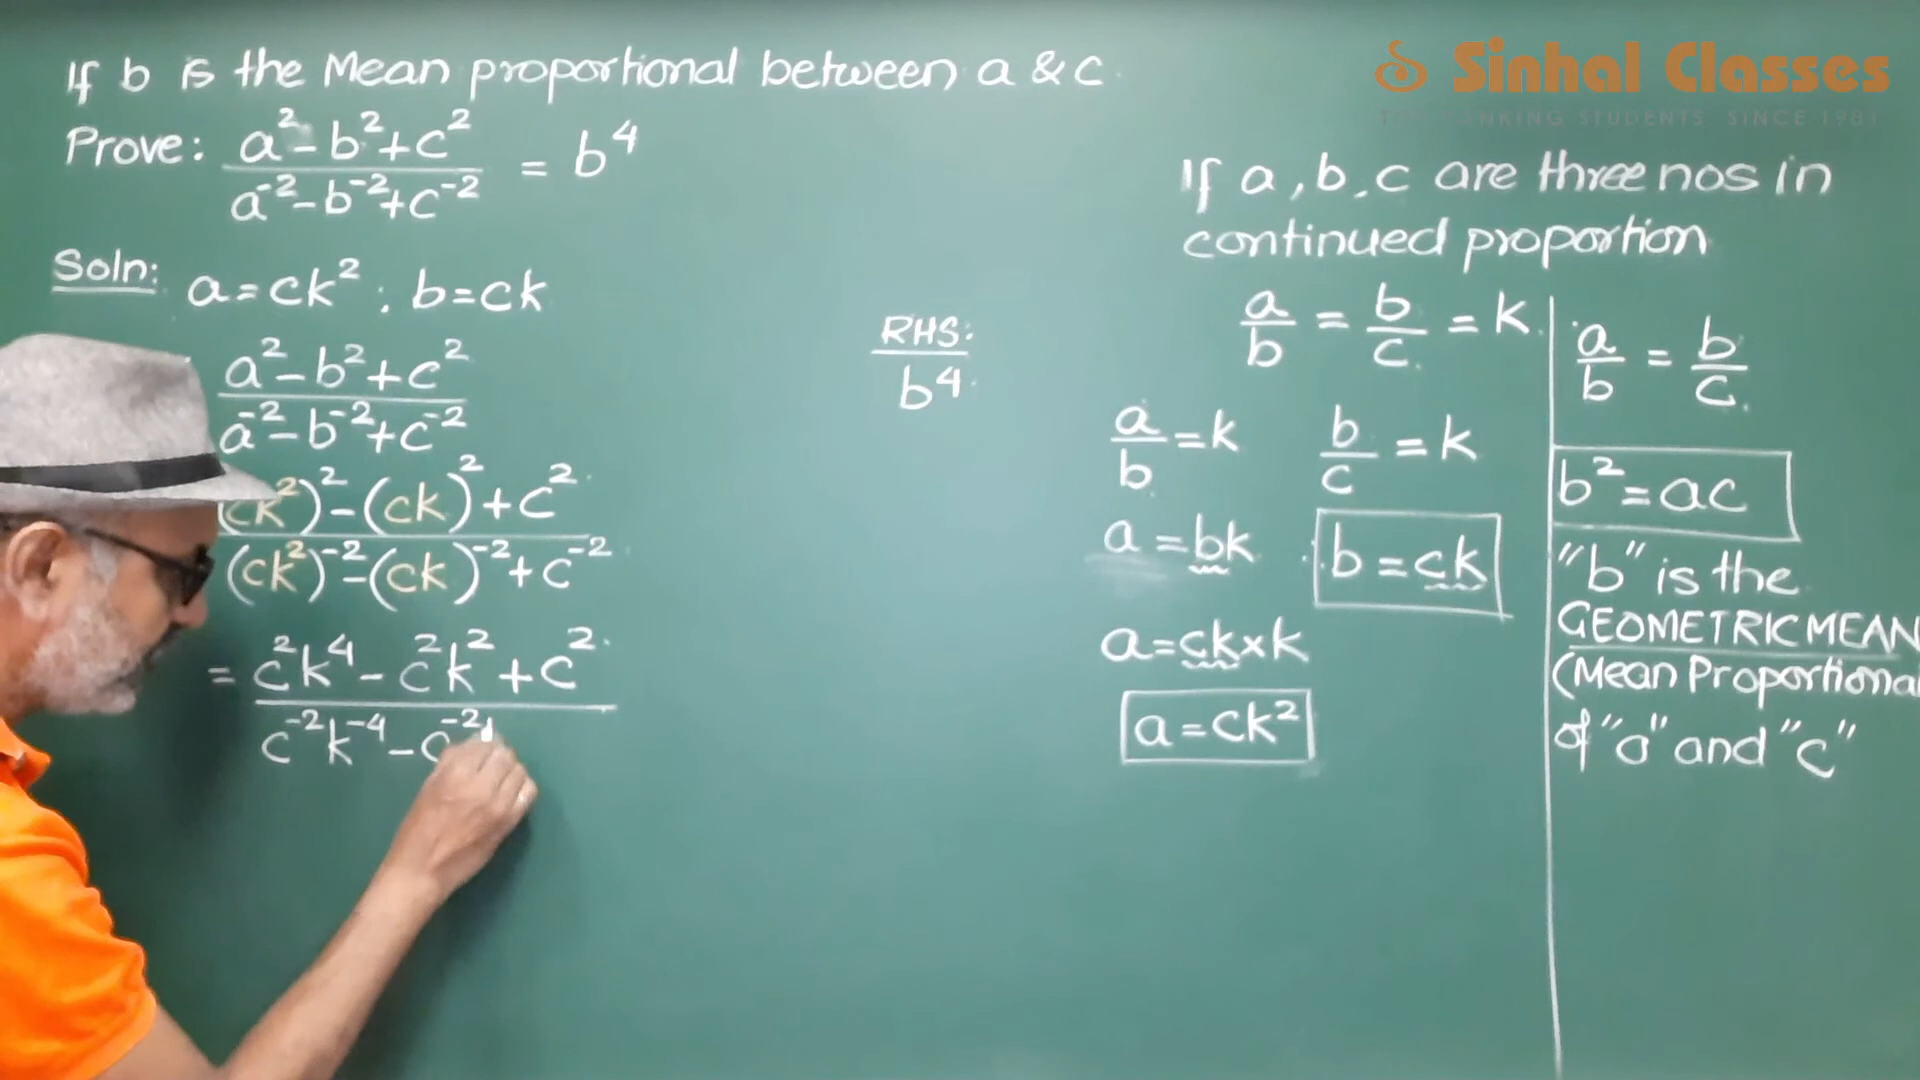 If b is the Mean proportional between a & c
Prove: (a² - b² + c²) / (a⁻² - b⁻² + c⁻²) = b⁴
Soln: a = ck² ; b = ck
(a² - b² + c²) / (a⁻² - b⁻² + c⁻²)
(ck²)² - (ck)² + c²
(ck²)⁻² - (ck)⁻² + c⁻²
= c²k⁴ - c²k² + c²
c⁻²k⁻⁴ - c⁻²
RHS:
b⁴
Sinhal Classes
RANKING STUDENTS SINCE 1981
If a, b, c are three nos in
continued proportion
a/b = b/c = k
a/b = k b/c = k
a = bk b = ck
a = ck × k
a = ck²
a/b = b/c
b² = ac
"b" is the
GEOMETRIC MEAN
(Mean Proportional
of "a" and "c"